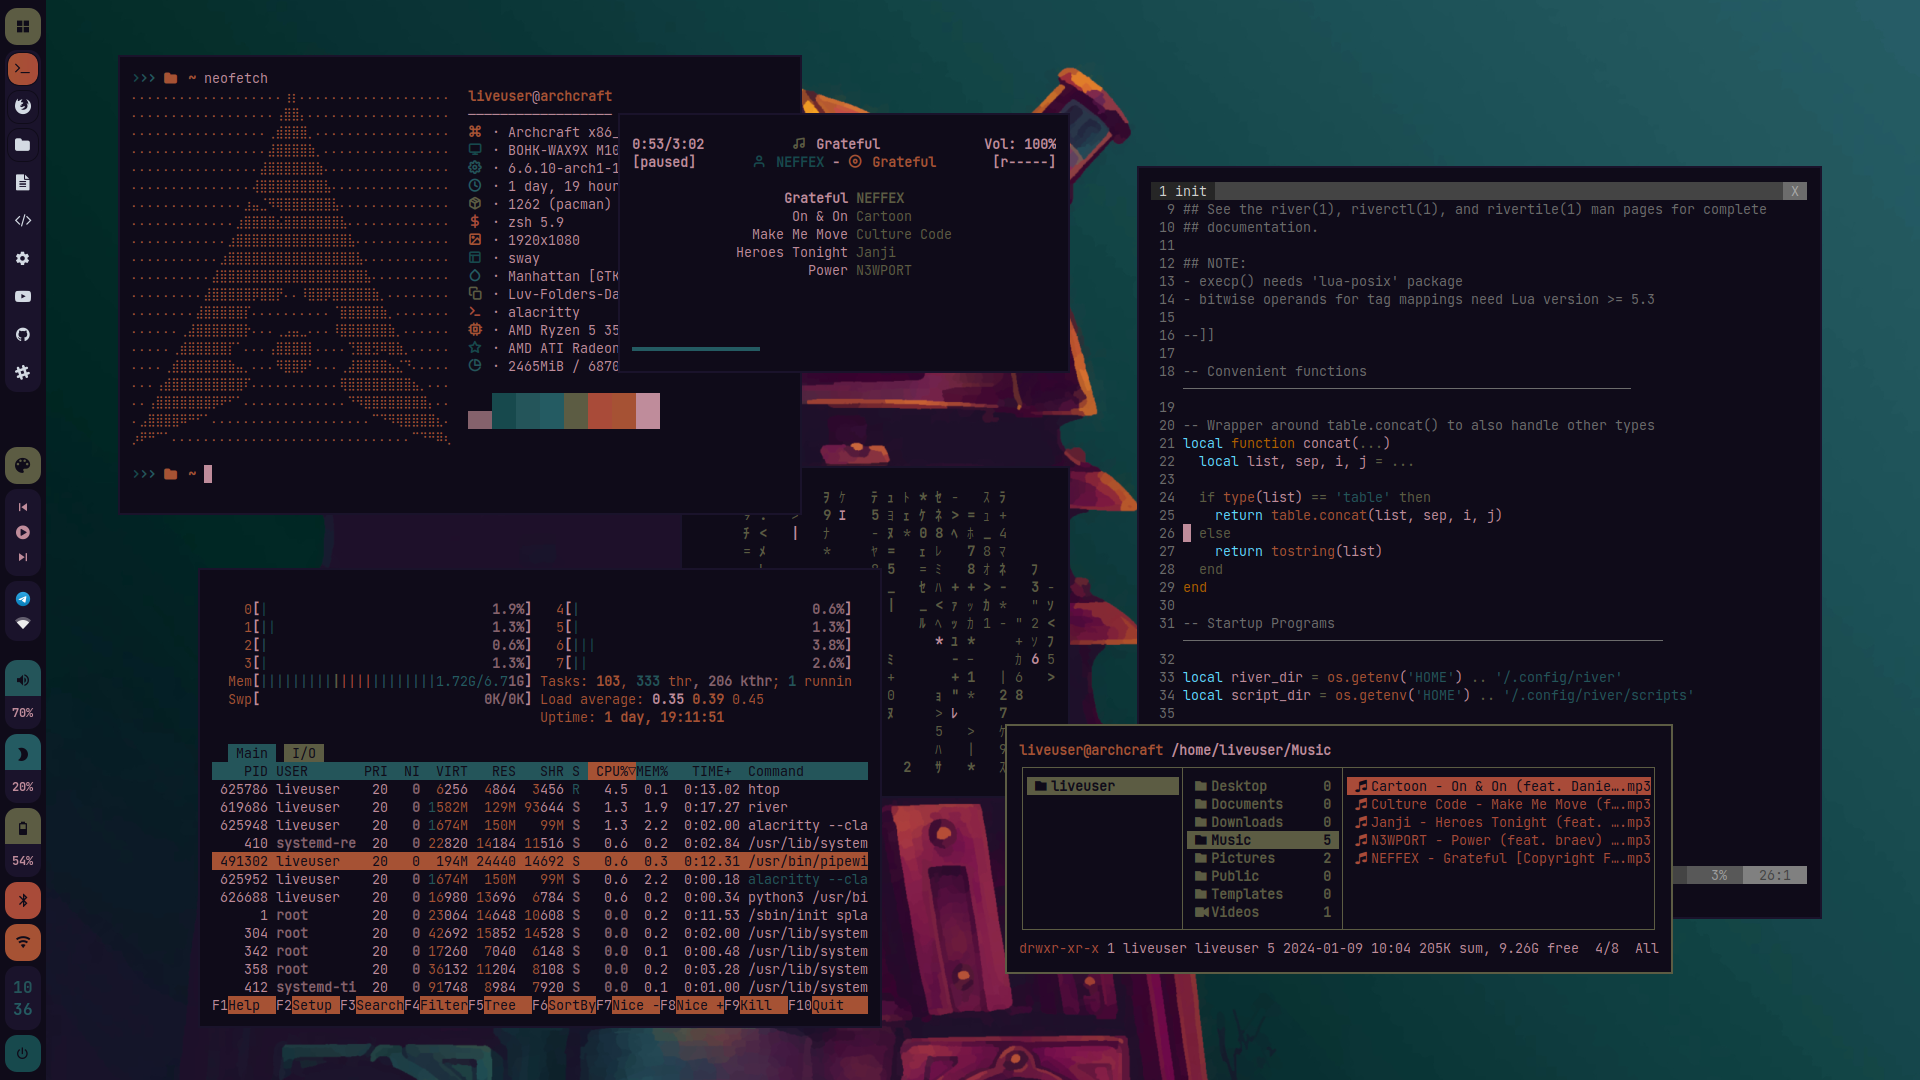 ››› ~ neofetch
liveuser@archcraft
· Archcraft x86_
· BOHK-WAX9X M10
· 6.6.10-arch1-1
· 1 day, 19 hour
· 1262 (pacman)
· zsh 5.9
· 1920x1080
· sway
· Manhattan [GTK
· Luv-Folders-Da
· alacritty
· AMD Ryzen 5 35
· AMD ATI Radeon
· 2465MiB / 6870
››› ~
0:53/3:02 Grateful Vol: 100%
[paused] NEFFEX - Grateful [r-----]
Grateful NEFFEX
On & On Cartoon
Make Me Move Culture Code
Heroes Tonight Janji
Power N3WPORT
1 init X
9 ## See the river(1), riverctl(1), and rivertile(1) man pages for complete
10 ## documentation.
11
12 ## NOTE:
13 - execp() needs 'lua-posix' package
14 - bitwise operands for tag mappings need Lua version >= 5.3
15
16 --]]
17
18 -- Convenient functions
19
20 -- Wrapper around table.concat() to also handle other types
21 local function concat(...)
22 local list, sep, i, j = ...
23
24 if type(list) == 'table' then
25 return table.concat(list, sep, i, j)
26 else
27 return tostring(list)
28 end
29 end
30
31 -- Startup Programs
32
33 local river_dir = os.getenv('HOME') .. '/.config/river'
34 local script_dir = os.getenv('HOME') .. '/.config/river/scripts'
35
3% 26:1
0[| 1.9%] 4[| 0.6%]
1[|| 1.3%] 5[| 1.3%]
2[| 0.6%] 6[||| 3.8%]
3[| 1.3%] 7[|| 2.6%]
Mem[||||||||||||||||||||||1.72G/6.71G] Tasks: 103, 333 thr, 206 kthr; 1 runnin
Swp[ 0K/0K] Load average: 0.35 0.39 0.45
Uptime: 1 day, 19:11:51
Main I/O
PID USER PRI NI VIRT RES SHR S CPU%▽MEM% TIME+ Command
625786 liveuser 20 0 6256 4864 3456 R 4.5 0.1 0:13.02 htop
619686 liveuser 20 0 1582M 129M 93644 S 1.3 1.9 0:17.27 river
625948 liveuser 20 0 1674M 150M 99M S 1.3 2.2 0:02.00 alacritty --cla
410 systemd-re 20 0 22820 14184 11516 S 0.6 0.2 0:02.84 /usr/lib/system
491302 liveuser 20 0 194M 24440 14692 S 0.6 0.3 0:12.31 /usr/bin/pipewi
625952 liveuser 20 0 1674M 150M 99M S 0.6 2.2 0:00.18 alacritty --cla
626688 liveuser 20 0 16980 13696 6784 S 0.6 0.2 0:00.34 python3 /usr/bi
1 root 20 0 23064 14648 10608 S 0.0 0.2 0:11.53 /sbin/init spla
304 root 20 0 42692 15852 14528 S 0.0 0.2 0:02.00 /usr/lib/system
342 root 20 0 17260 7040 6148 S 0.0 0.1 0:00.48 /usr/lib/system
358 root 20 0 36132 11204 8108 S 0.0 0.2 0:03.28 /usr/lib/system
412 systemd-ti 20 0 91748 8984 7920 S 0.0 0.1 0:01.00 /usr/lib/system
F1Help F2Setup F3SearchF4FilterF5Tree F6SortByF7Nice -F8Nice +F9Kill F10Quit
liveuser@archcraft /home/liveuser/Music
liveuser
Desktop 0
Documents 0
Downloads 0
Music 5
Pictures 2
Public 0
Templates 0
Videos 1
Cartoon - On & On (feat. Danie….mp3
Culture Code - Make Me Move (f….mp3
Janji - Heroes Tonight (feat. ….mp3
N3WPORT - Power (feat. braev) ….mp3
NEFFEX - Grateful [Copyright F….mp3
drwxr-xr-x 1 liveuser liveuser 5 2024-01-09 10:04 205K sum, 9.26G free 4/8 All
70%
20%
54%
10
36